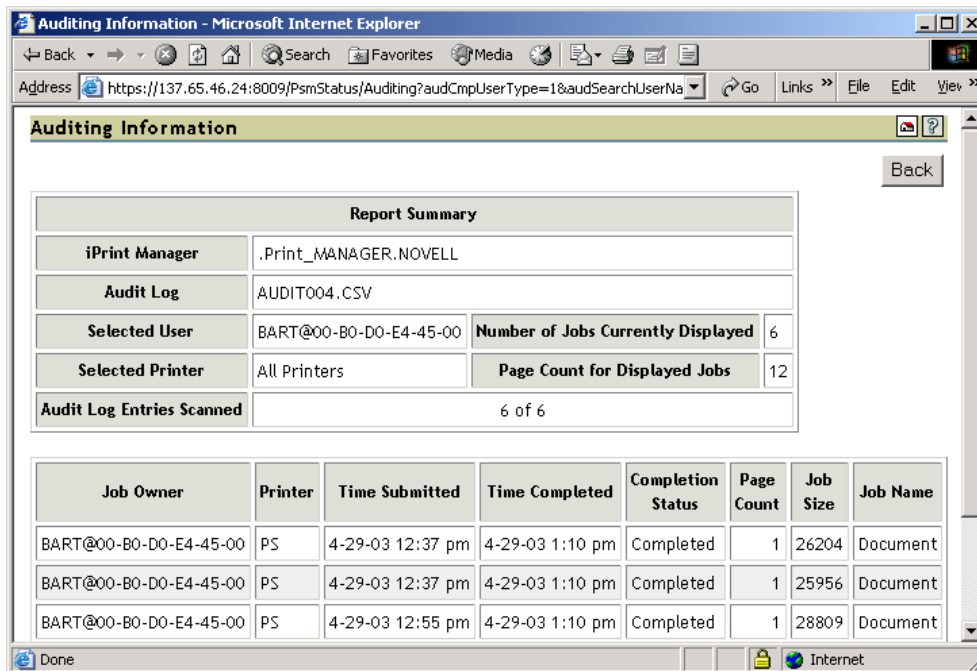 Auditing Information - Microsoft Internet Explorer
Back Search Favorites Media
Address https://137.65.46.24:8009/PsmStatus/Auditing?audCmpUserType=1&audSearchUserNa Go Links » File Edit View »
Auditing Information
Back
Report Summary
iPrint Manager .Print_MANAGER.NOVELL
Audit Log AUDIT004.CSV
Selected User BART@00-B0-D0-E4-45-00 Number of Jobs Currently Displayed 6
Selected Printer All Printers Page Count for Displayed Jobs 12
Audit Log Entries Scanned 6 of 6
Job Owner Printer Time Submitted Time Completed Completion Status Page Count Job Size Job Name
BART@00-B0-D0-E4-45-00 PS 4-29-03 12:37 pm 4-29-03 1:10 pm Completed 1 26204 Document
BART@00-B0-D0-E4-45-00 PS 4-29-03 12:37 pm 4-29-03 1:10 pm Completed 1 25956 Document
BART@00-B0-D0-E4-45-00 PS 4-29-03 12:55 pm 4-29-03 1:10 pm Completed 1 28809 Document
Done Internet